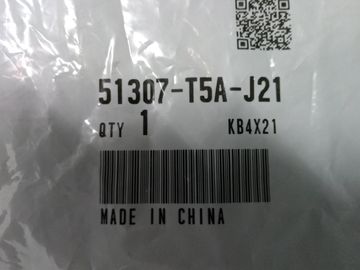 51307-T5A-J21
QTY 1 KB4X21
MADE IN CHINA